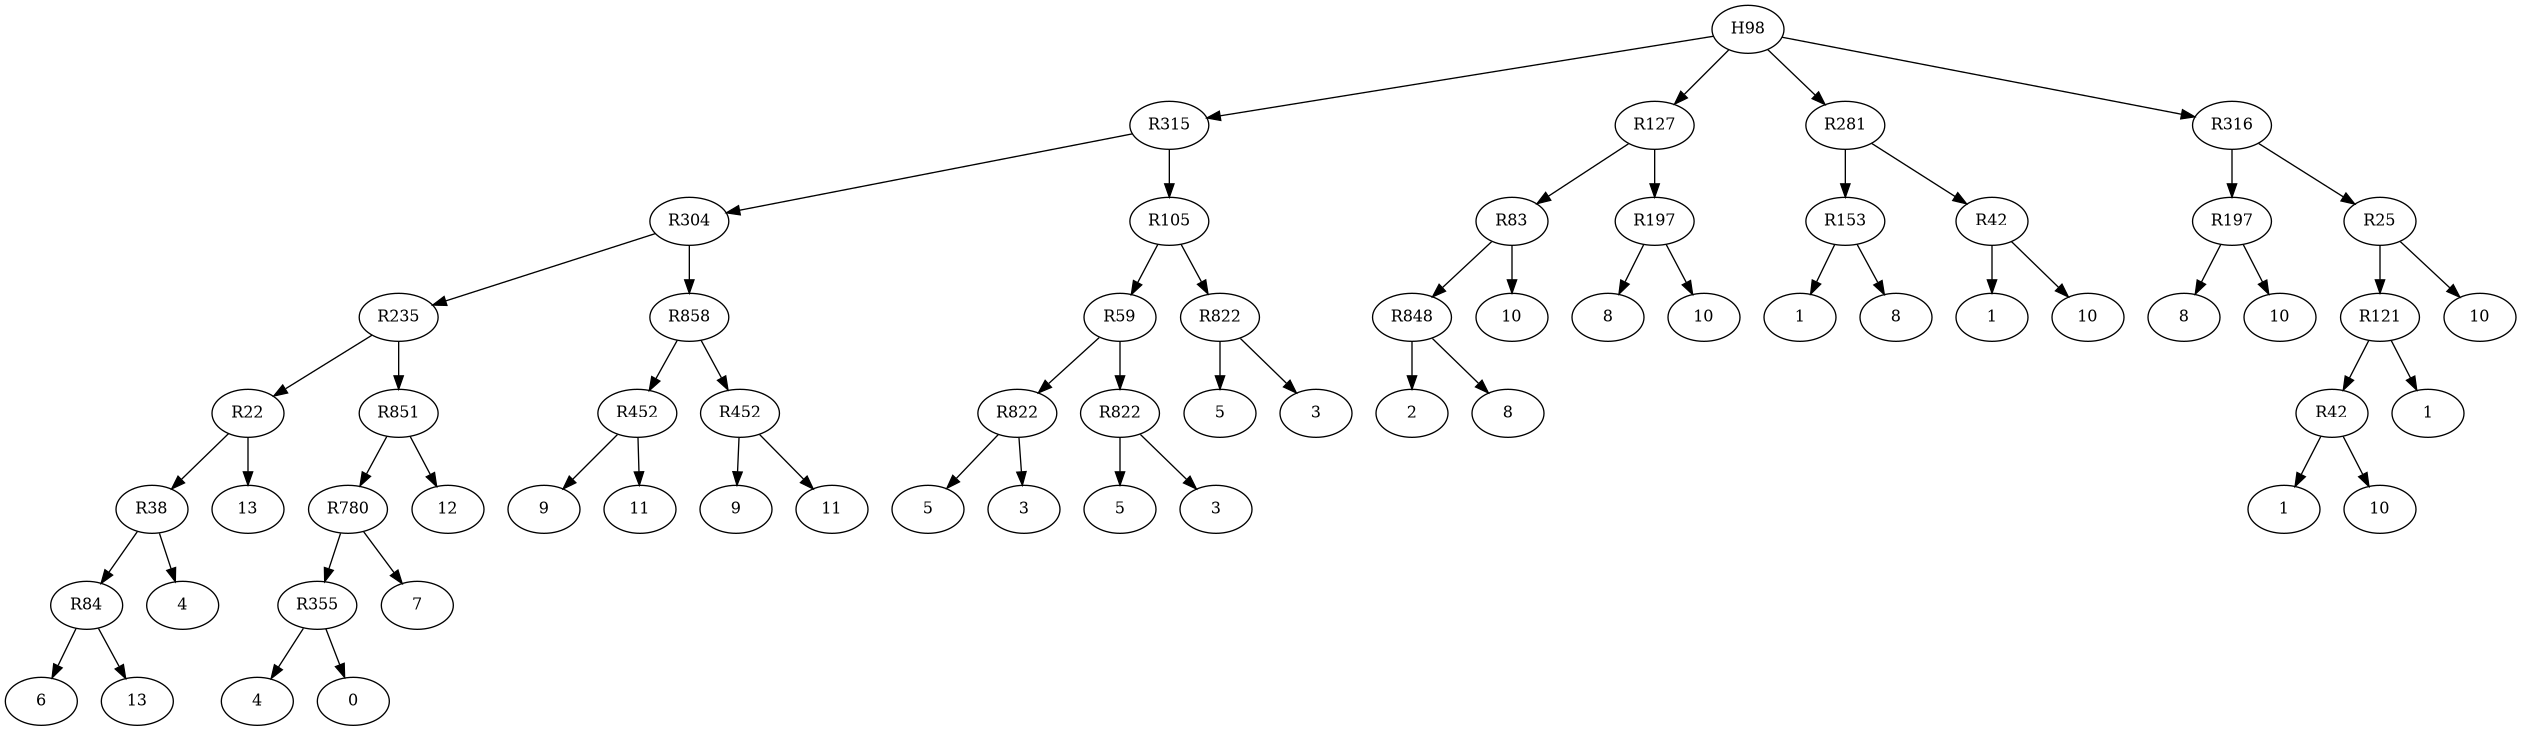 H98
R315 R127 R281 R316
R304 R105 R83 R197 R153 R42 R197 R25
R235 R858 R59 R822 R848 10 8 10 1 8 1 10 8 10 R121 10
R22 R851 R452 R452 R822 R822 5 3 2 8 R42 1
R38 13 R780 12 9 11 9 11 5 3 5 3 1 10
R84 4 R355 7
6 13 4 0